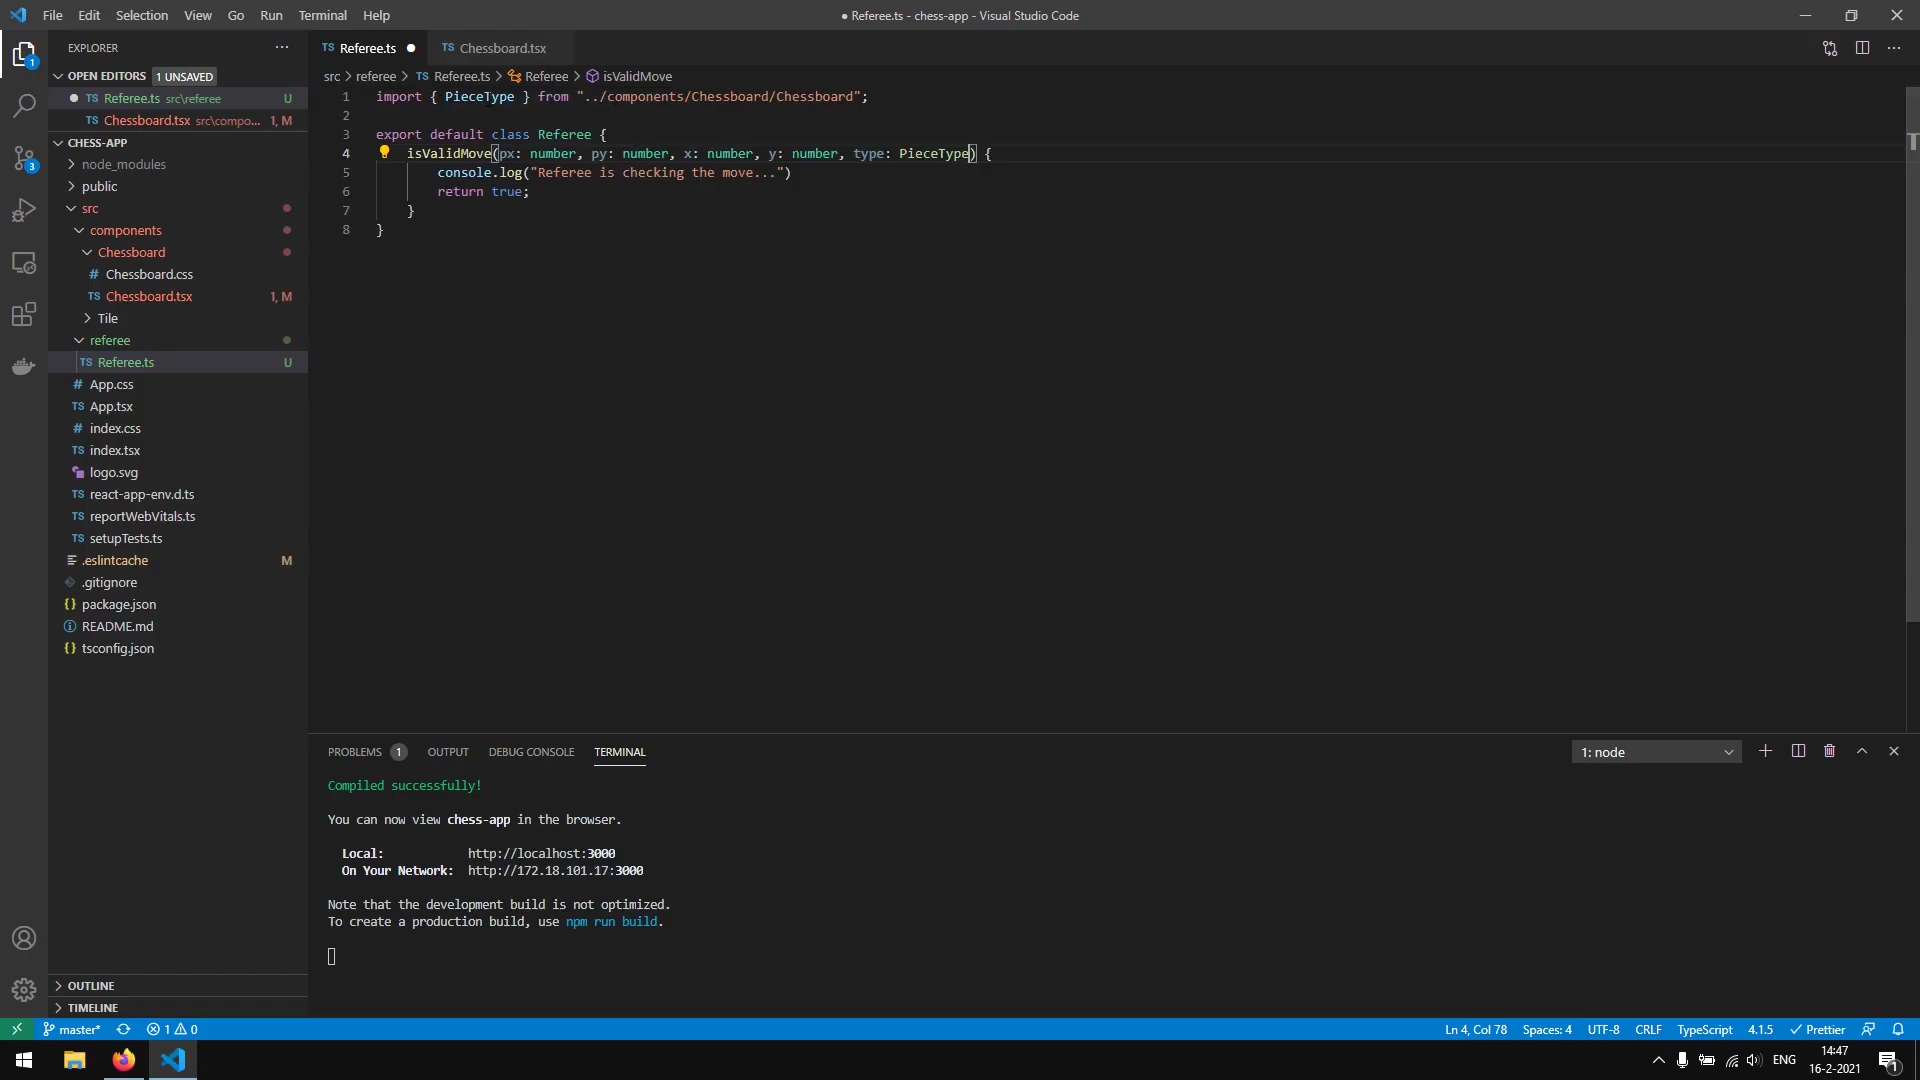 File Edit Selection View Go Run Terminal Help
● Referee.ts - chess-app - Visual Studio Code
EXPLORER
OPEN EDITORS 1 UNSAVED
TS Referee.ts src\referee U
TS Chessboard.tsx src\compo... 1, M
CHESS-APP
node_modules
public
src
components
Chessboard
# Chessboard.css
TS Chessboard.tsx 1, M
Tile
referee
TS Referee.ts U
# App.css
TS App.tsx
# index.css
TS index.tsx
logo.svg
TS react-app-env.d.ts
TS reportWebVitals.ts
TS setupTests.ts
.eslintcache M
.gitignore
{} package.json
README.md
{} tsconfig.json
OUTLINE
TIMELINE
TS Referee.ts ● TS Chessboard.tsx
src > referee > TS Referee.ts > Referee > isValidMove
1 import { PieceType } from "../components/Chessboard/Chessboard";
2
3 export default class Referee {
4 isValidMove(px: number, py: number, x: number, y: number, type: PieceType) {
5 console.log("Referee is checking the move...")
6 return true;
7 }
8 }
PROBLEMS 1 OUTPUT DEBUG CONSOLE TERMINAL
1: node
Compiled successfully!
You can now view chess-app in the browser.
Local: http://localhost:3000
On Your Network: http://172.18.101.17:3000
Note that the development build is not optimized.
To create a production build, use npm run build.
master* 1 0
Ln 4, Col 78 Spaces: 4 UTF-8 CRLF TypeScript 4.1.5 Prettier
1
3
ENG
14:47
16-2-2021
1